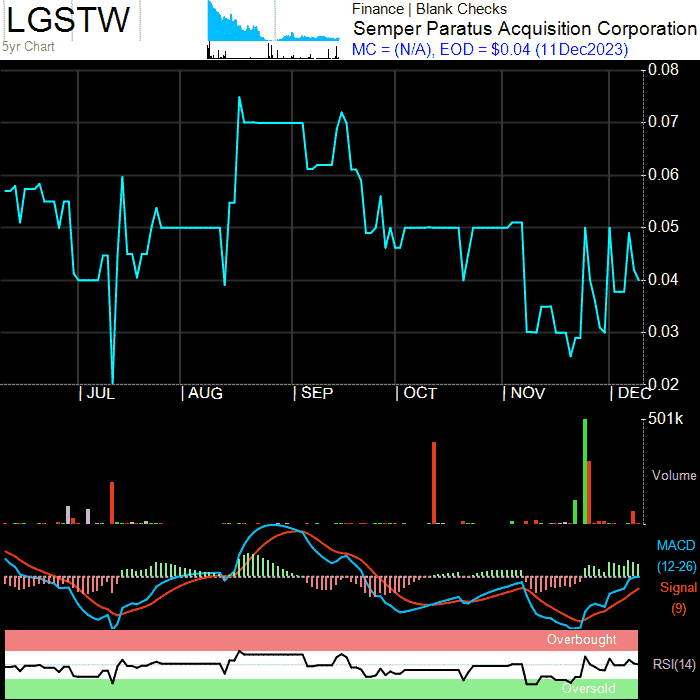 LGSTW
5yr Chart
Finance | Blank Checks
Semper Paratus Acquisition Corporation
MC = (N/A), EOD = $0.04 (11Dec2023)
0.08
0.07
0.06
0.05
0.04
0.03
0.02
JUL AUG SEP OCT NOV DEC
501k
Volume
MACD
(12-26)
Signal
(9)
Overbought
RSI(14)
Oversold